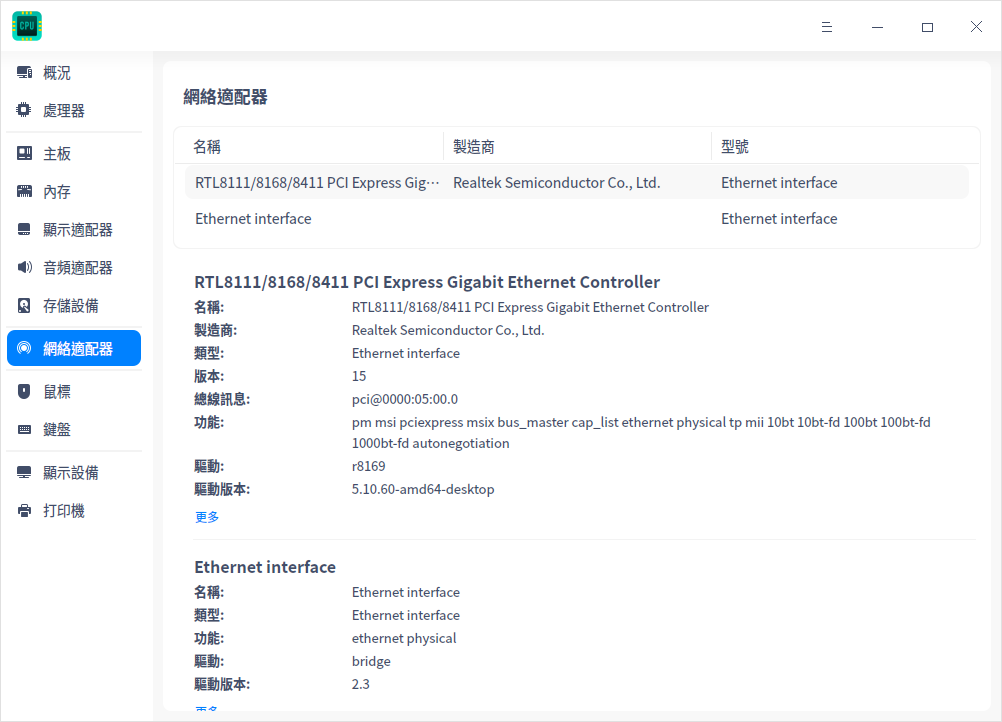 CPU
概況
處理器
主板
內存
顯示適配器
音頻適配器
存儲設備
網絡適配器
鼠標
鍵盤
顯示設備
打印機
網絡適配器
名稱 製造商 型號
RTL8111/8168/8411 PCI Express Gig··· Realtek Semiconductor Co., Ltd. Ethernet interface
Ethernet interface Ethernet interface
RTL8111/8168/8411 PCI Express Gigabit Ethernet Controller
名稱: RTL8111/8168/8411 PCI Express Gigabit Ethernet Controller
製造商: Realtek Semiconductor Co., Ltd.
類型: Ethernet interface
版本: 15
總線訊息: pci@0000:05:00.0
功能: pm msi pciexpress msix bus_master cap_list ethernet physical tp mii 10bt 10bt-fd 100bt 100bt-fd
1000bt-fd autonegotiation
驅動: r8169
驅動版本: 5.10.60-amd64-desktop
更多
Ethernet interface
名稱: Ethernet interface
類型: Ethernet interface
功能: ethernet physical
驅動: bridge
驅動版本: 2.3
更多